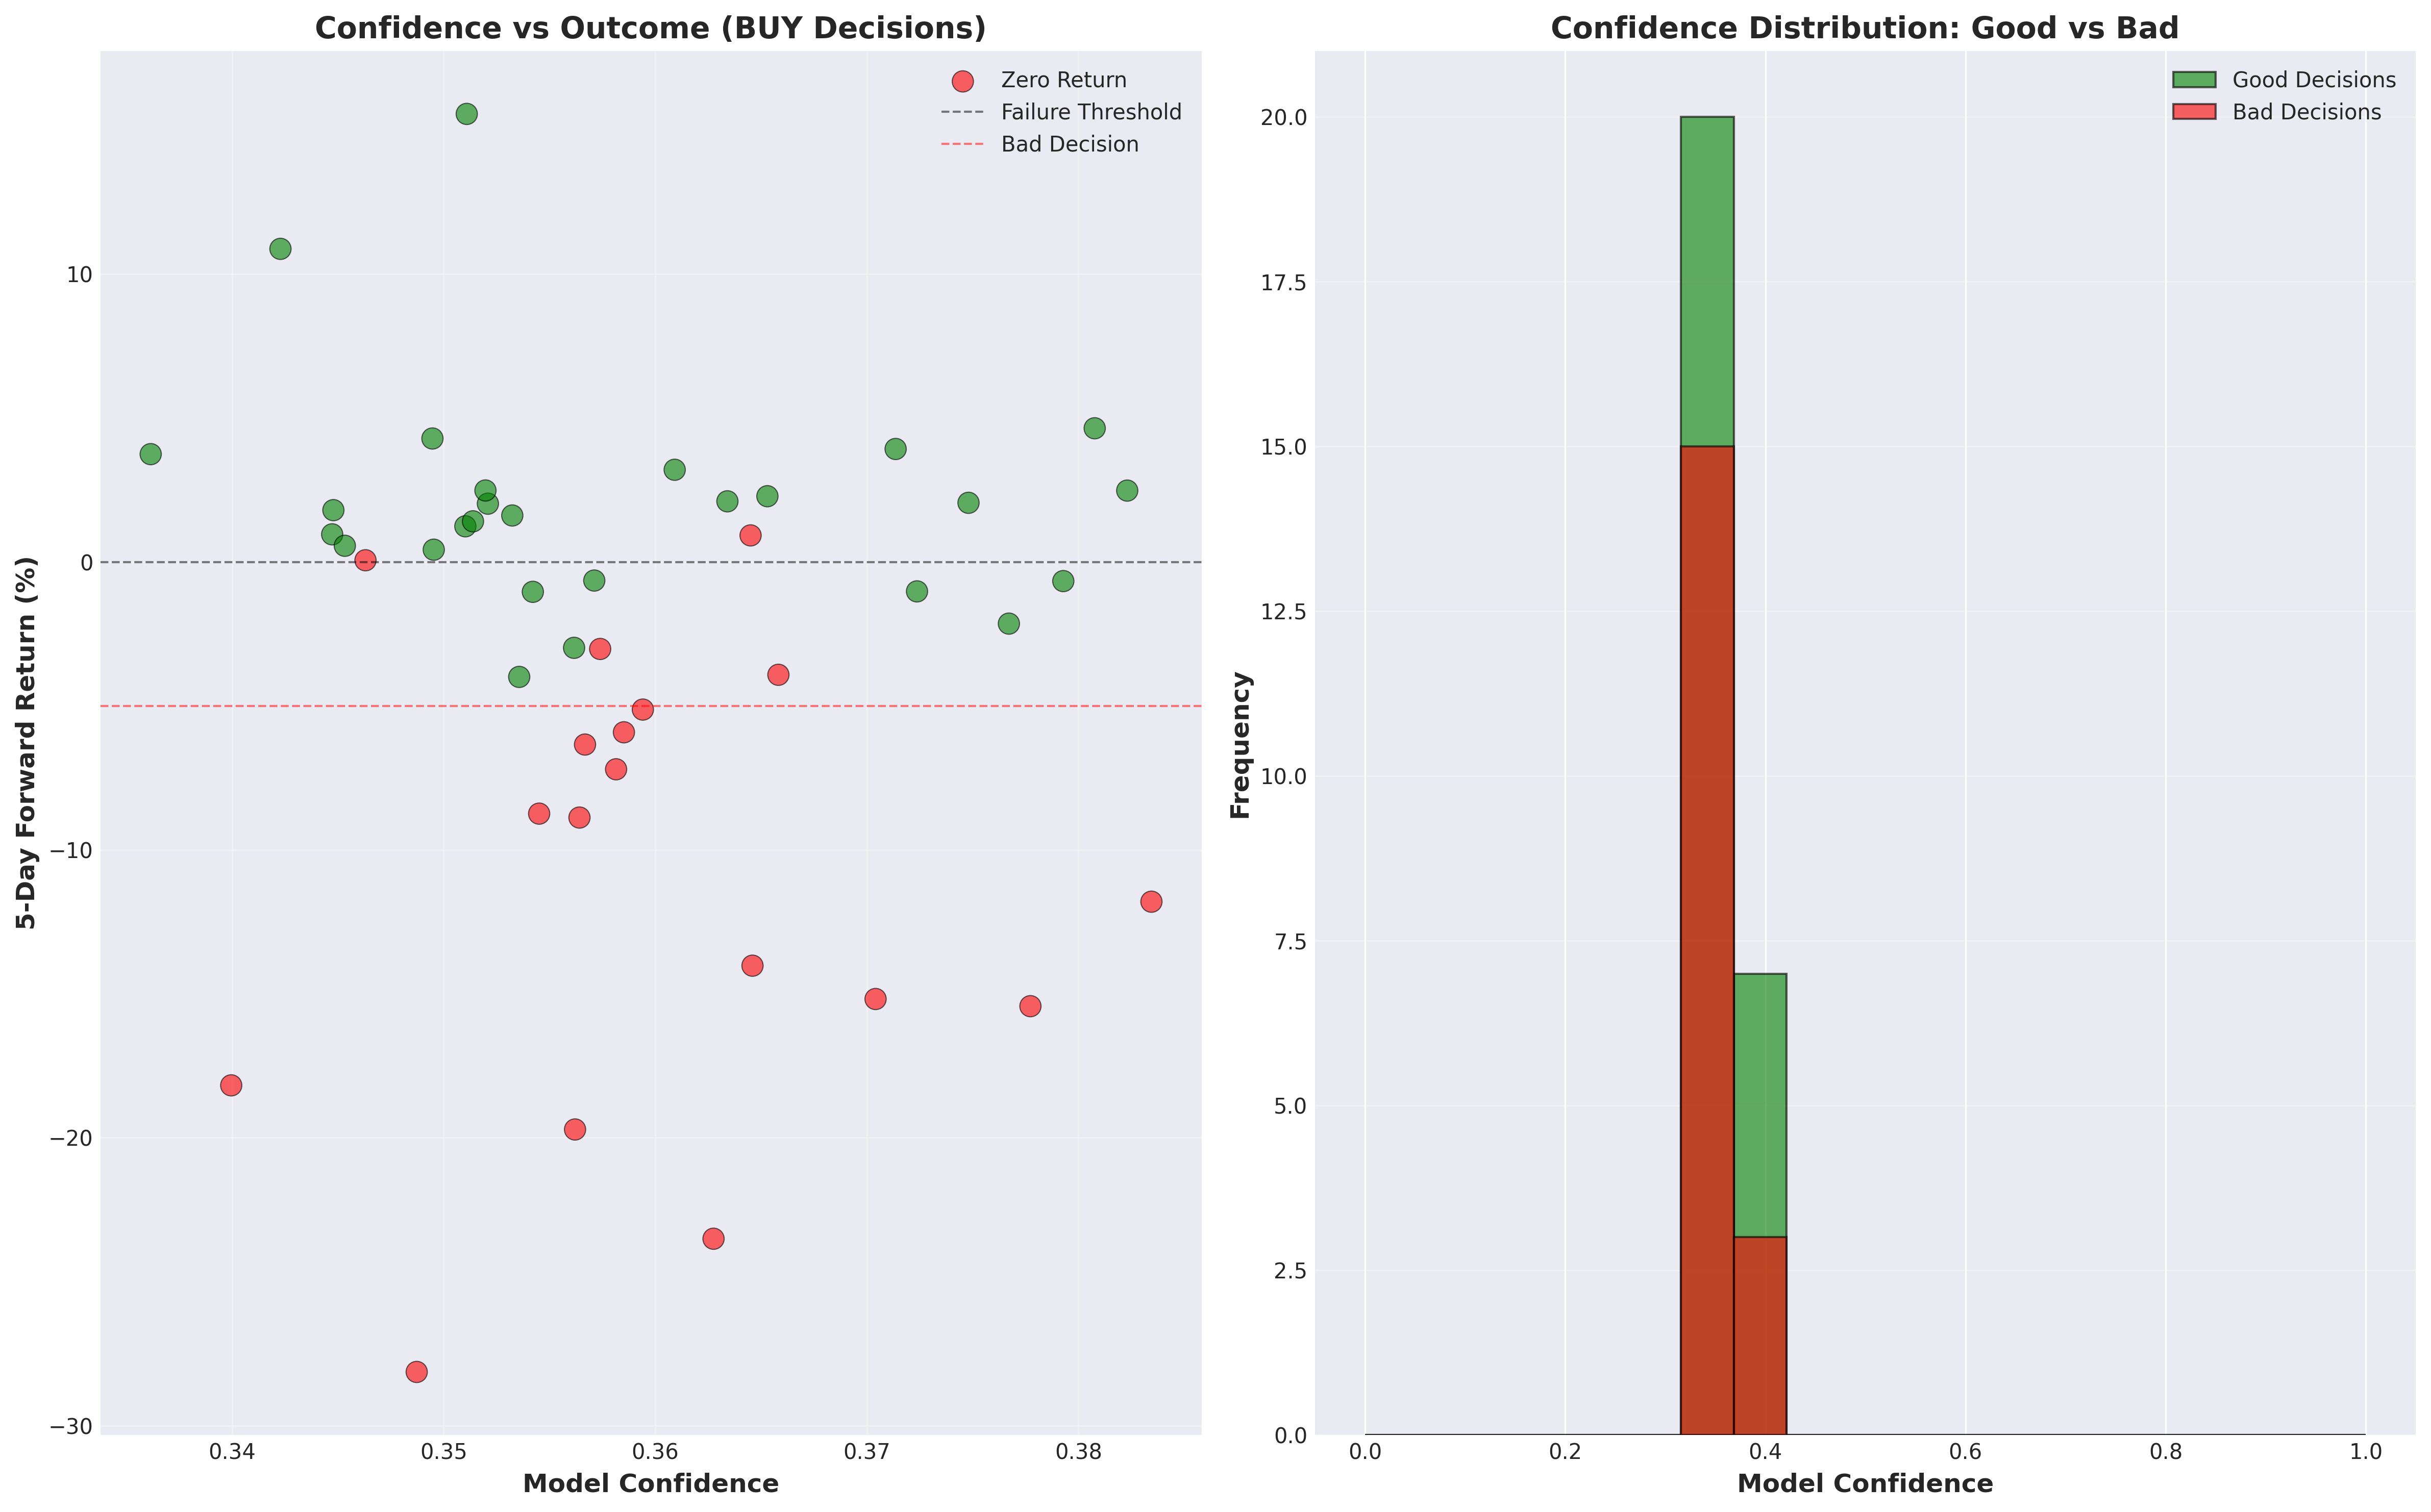 Confidence vs Outcome (BUY Decisions)
Zero Return
Failure Threshold
Bad Decision
10
0
−10
−20
−30
5-Day Forward Return (%)
0.34 0.35 0.36 0.37 0.38
Model Confidence
Confidence Distribution: Good vs Bad
Good Decisions
Bad Decisions
20.0
17.5
15.0
12.5
10.0
7.5
5.0
2.5
0.0
Frequency
0.0 0.2 0.4 0.6 0.8 1.0
Model Confidence